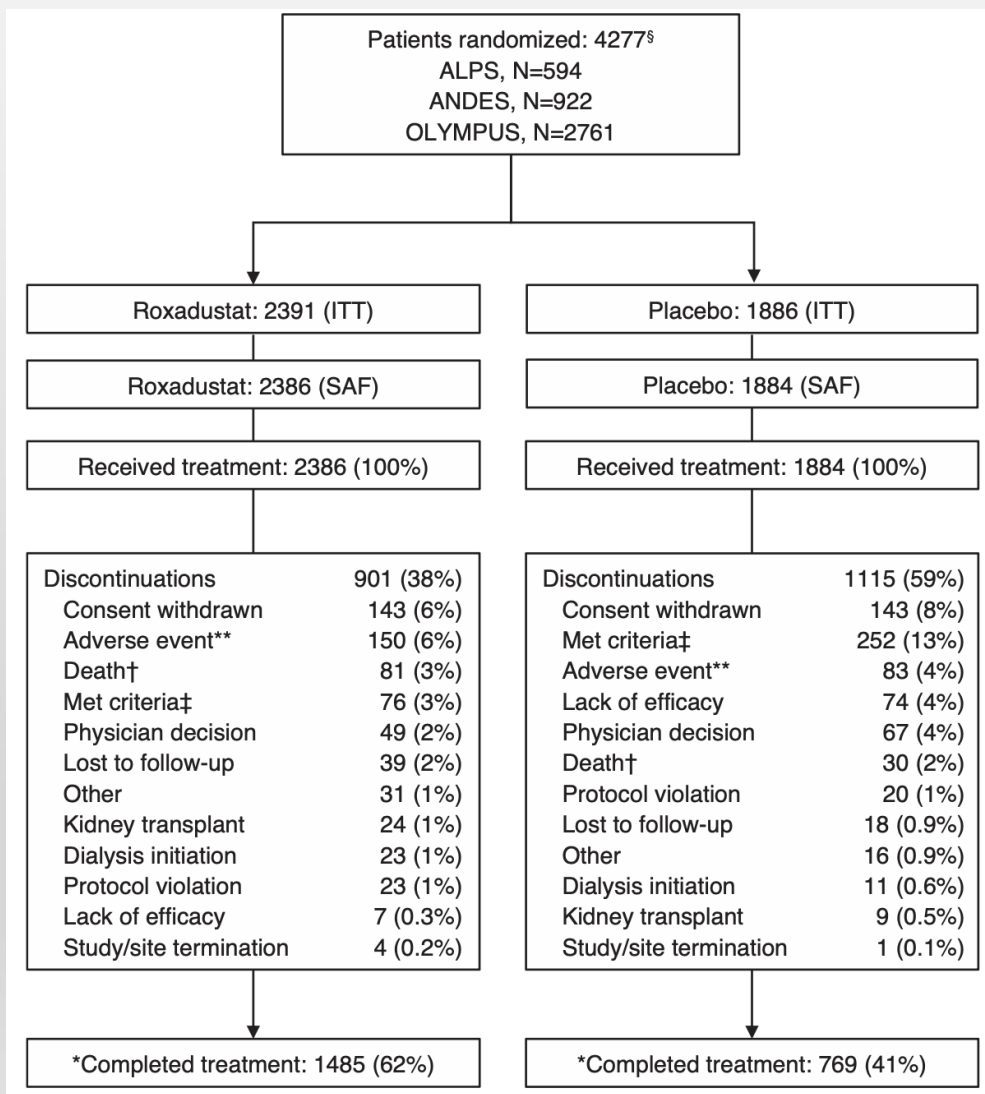 Patients randomized: 4277§
ALPS, N=594
ANDES, N=922
OLYMPUS, N=2761
Roxadustat: 2391 (ITT)
Roxadustat: 2386 (SAF)
Received treatment: 2386 (100%)
Discontinuations 901 (38%)
Consent withdrawn 143 (6%)
Adverse event** 150 (6%)
Death† 81 (3%)
Met criteria‡ 76 (3%)
Physician decision 49 (2%)
Lost to follow-up 39 (2%)
Other 31 (1%)
Kidney transplant 24 (1%)
Dialysis initiation 23 (1%)
Protocol violation 23 (1%)
Lack of efficacy 7 (0.3%)
Study/site termination 4 (0.2%)
*Completed treatment: 1485 (62%)
Placebo: 1886 (ITT)
Placebo: 1884 (SAF)
Received treatment: 1884 (100%)
Discontinuations 1115 (59%)
Consent withdrawn 143 (8%)
Met criteria‡ 252 (13%)
Adverse event** 83 (4%)
Lack of efficacy 74 (4%)
Physician decision 67 (4%)
Death† 30 (2%)
Protocol violation 20 (1%)
Lost to follow-up 18 (0.9%)
Other 16 (0.9%)
Dialysis initiation 11 (0.6%)
Kidney transplant 9 (0.5%)
Study/site termination 1 (0.1%)
*Completed treatment: 769 (41%)